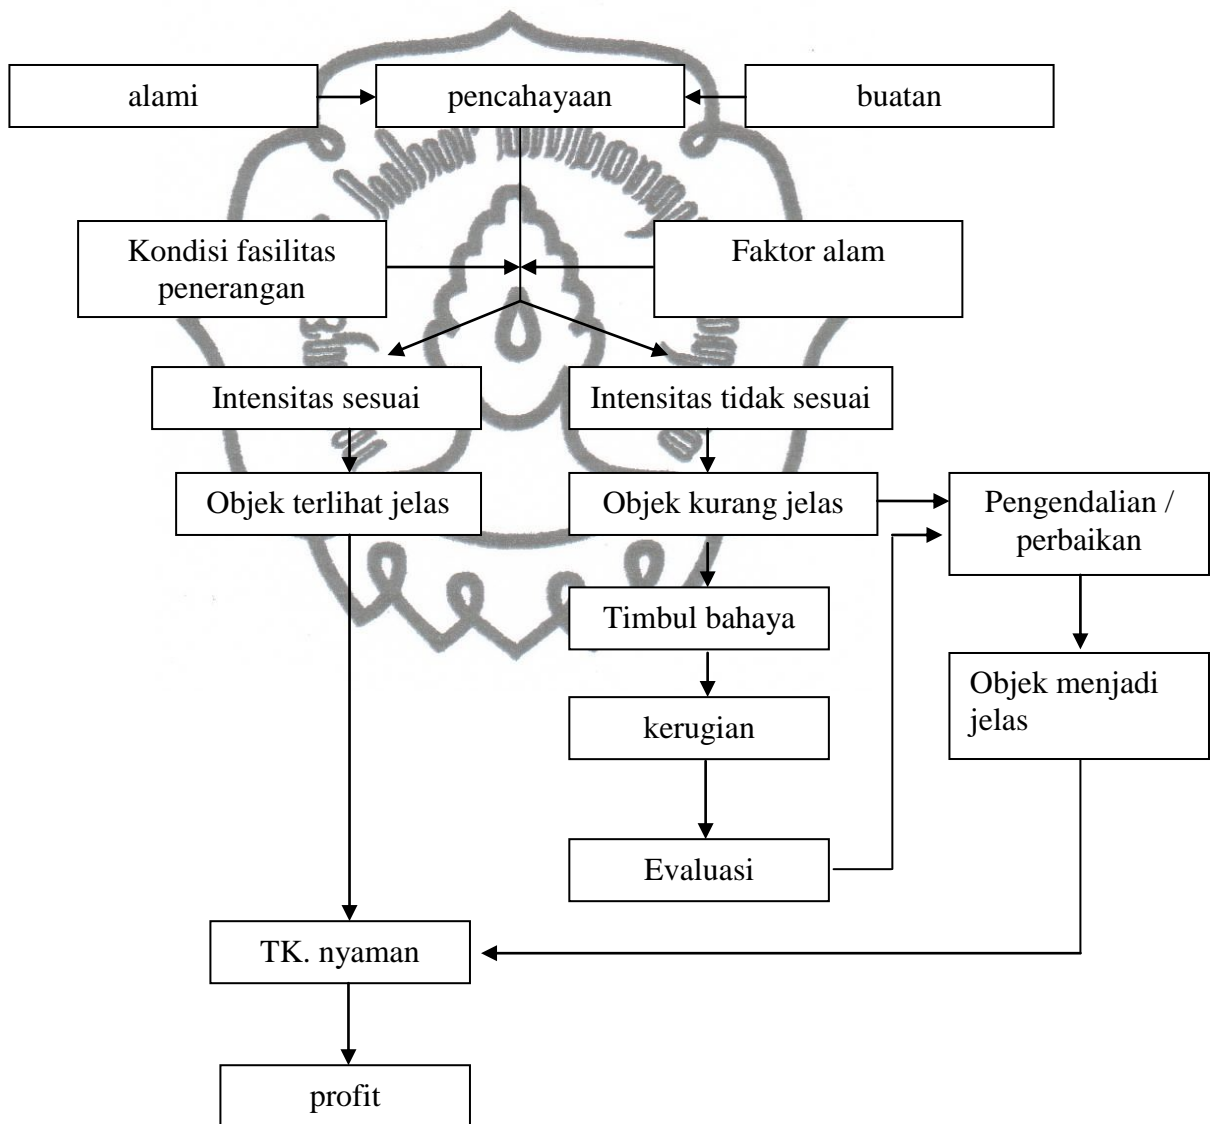 alami
pencahayaan
buatan
Kondisi fasilitas
penerangan
Faktor alam
Intensitas sesuai
Intensitas tidak sesuai
Objek terlihat jelas
Objek kurang jelas
Pengendalian /
perbaikan
Timbul bahaya
Objek menjadi
jelas
kerugian
Evaluasi
TK. nyaman
profit